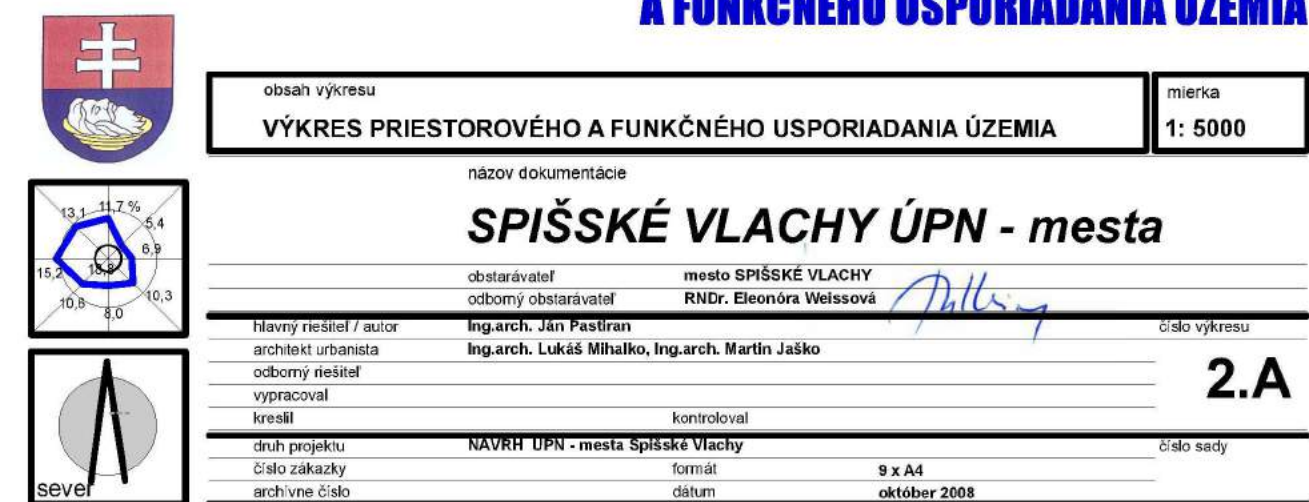 A FUNKČNÉHO USPORIADANIA ÚZEMIA
obsah výkresu
VÝKRES PRIESTOROVÉHO A FUNKČNÉHO USPORIADANIA ÚZEMIA
mierka
1: 5000
názov dokumentácie
SPIŠSKÉ VLACHY ÚPN - mesta
13,1 11,7 % 5,4
6,9
15,2 18,8
10,6 8,0 10,3
obstarávateľ mesto SPIŠSKÉ VLACHY
odborný obstarávateľ RNDr. Eleonóra Weissová
hlavný riešiteľ / autor Ing.arch. Ján Pastiran číslo výkresu
architekt urbanista Ing.arch. Lukáš Mihalko, Ing.arch. Martin Jaško
2.A
odborný riešiteľ
vypracoval
kreslil kontroloval
druh projektu NÁVRH ÚPN - mesta Spišské Vlachy číslo sady
číslo zákazky formát 9 x A4
archívne číslo dátum október 2008
sever